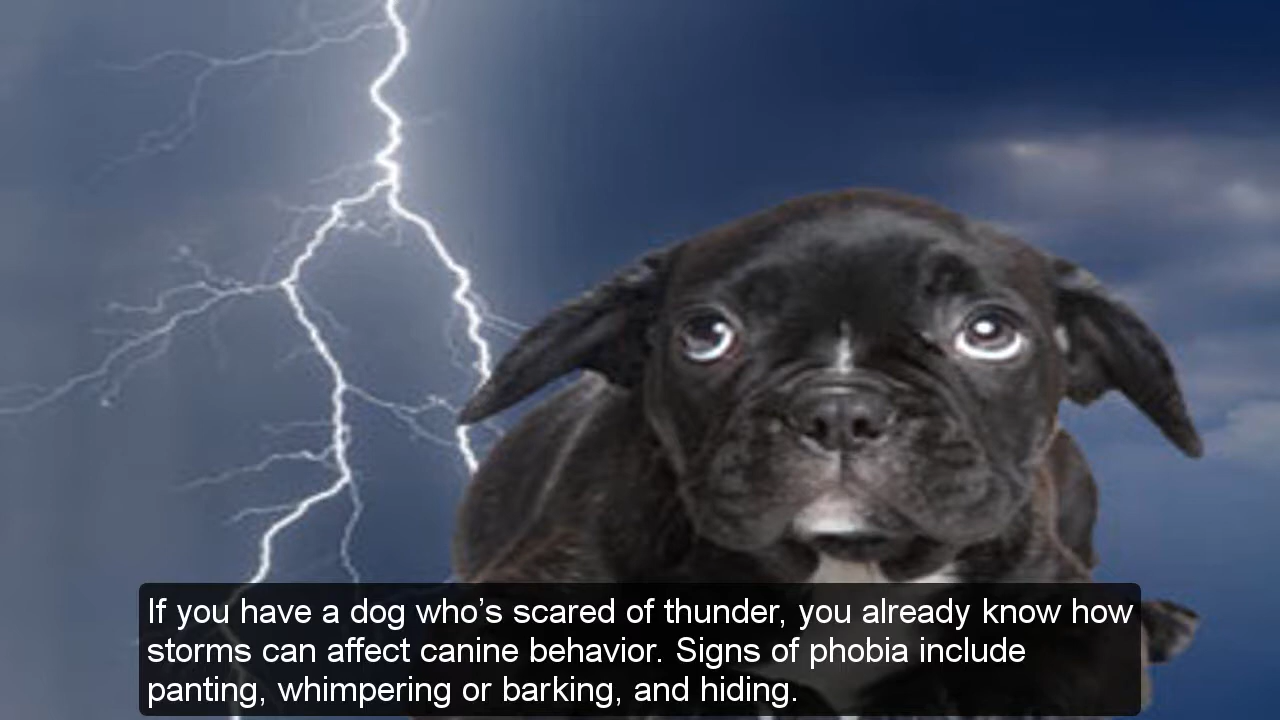 If you have a dog who’s scared of thunder, you already know how
storms can affect canine behavior. Signs of phobia include
panting, whimpering or barking, and hiding.